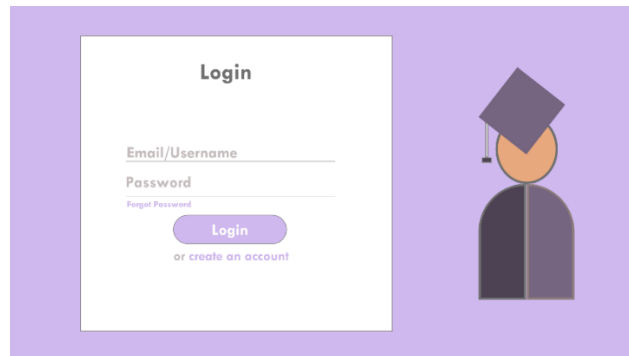 Login
Email/Username
Password
Forgot Password
Login
or create an account